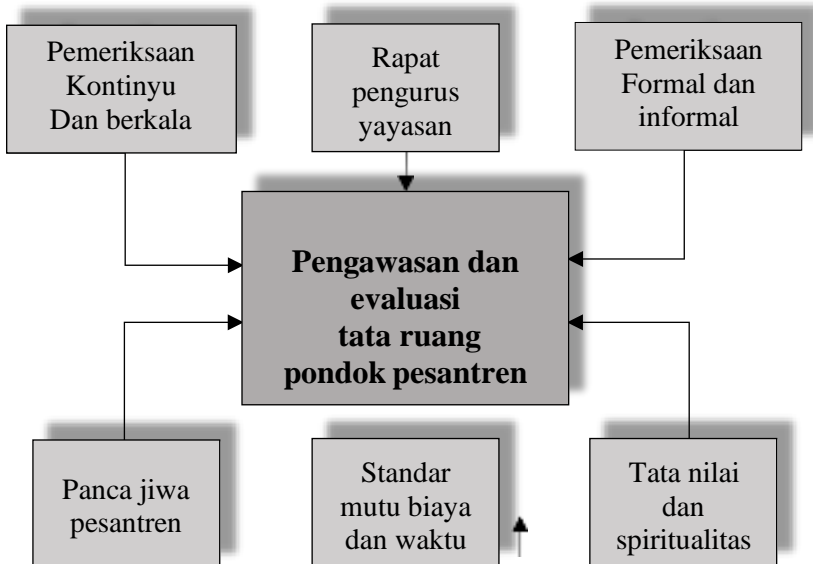 Pemeriksaan
Kontinyu
Dan berkala
Rapat
pengurus
yayasan
Pemeriksaan
Formal dan
informal
Pengawasan dan
evaluasi
tata ruang
pondok pesantren
Panca jiwa
pesantren
Standar
mutu biaya
dan waktu
Tata nilai
dan
spiritualitas